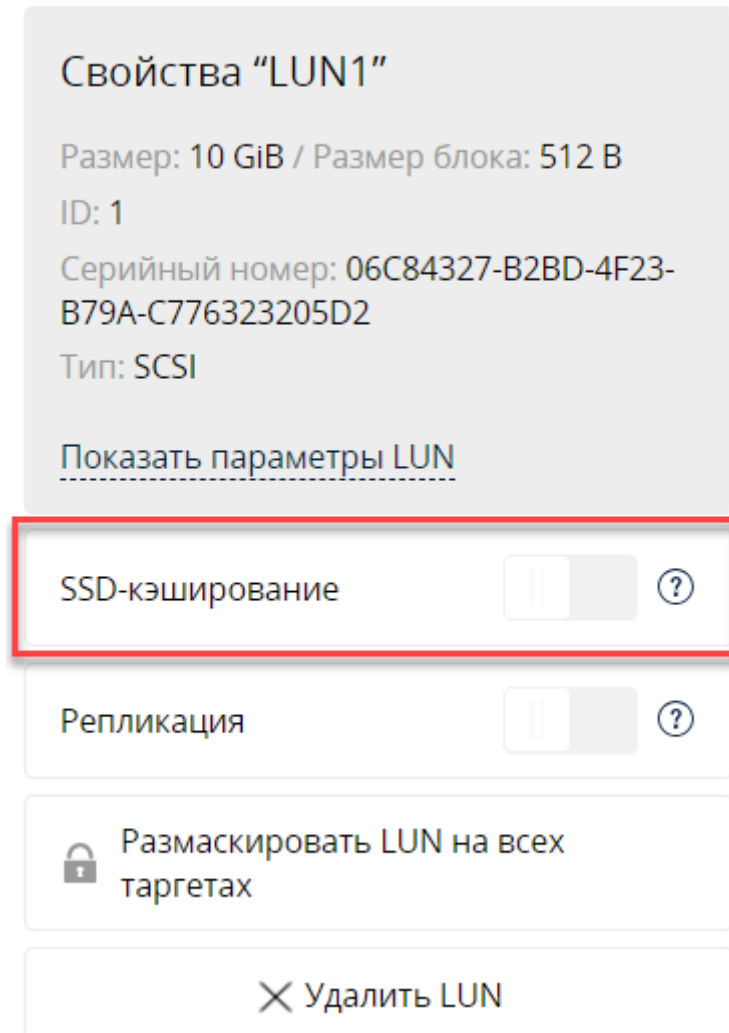 Свойства “LUN1”
Размер: 10 GiB / Размер блока: 512 B
ID: 1
Серийный номер: 06C84327-B2BD-4F23-
B79A-C776323205D2
Тип: SCSI
Показать параметры LUN
SSD-кэширование
Репликация
Размаскировать LUN на всех
таргетах
Удалить LUN